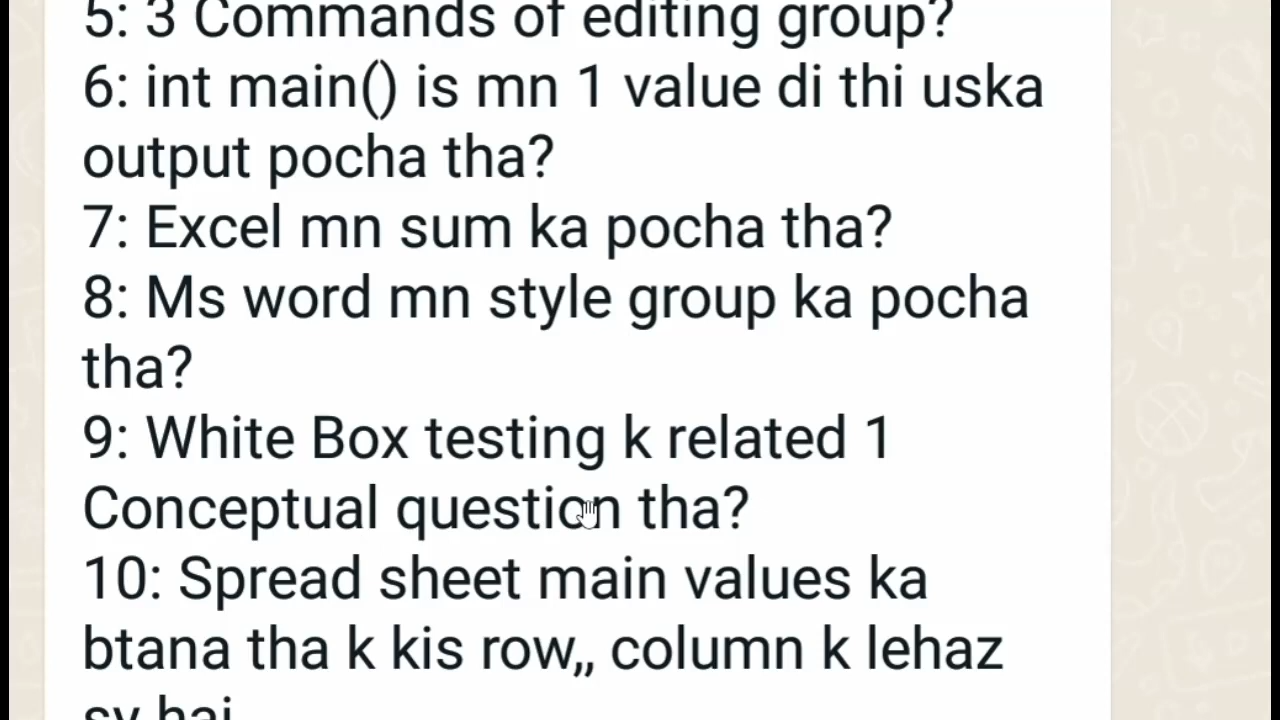 5: 3 Commands of editing group?
6: int main() is mn 1 value di thi uska
output pocha tha?
7: Excel mn sum ka pocha tha?
8: Ms word mn style group ka pocha
tha?
9: White Box testing k related 1
Conceptual question tha?
10: Spread sheet main values ka
btana tha k kis row,, column k lehaz
sy hai